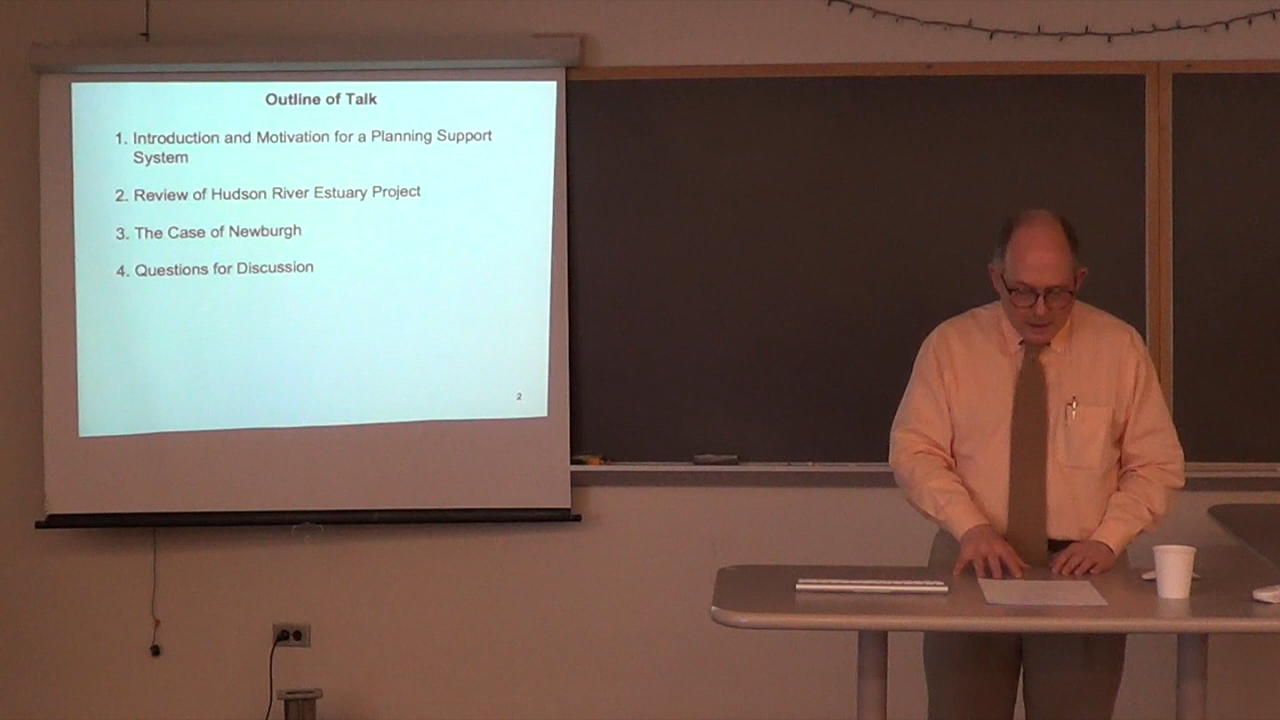 Outline of Talk
1. Introduction and Motivation for a Planning Support
System
2. Review of Hudson River Estuary Project
3. The Case of Newburgh
4. Questions for Discussion
2